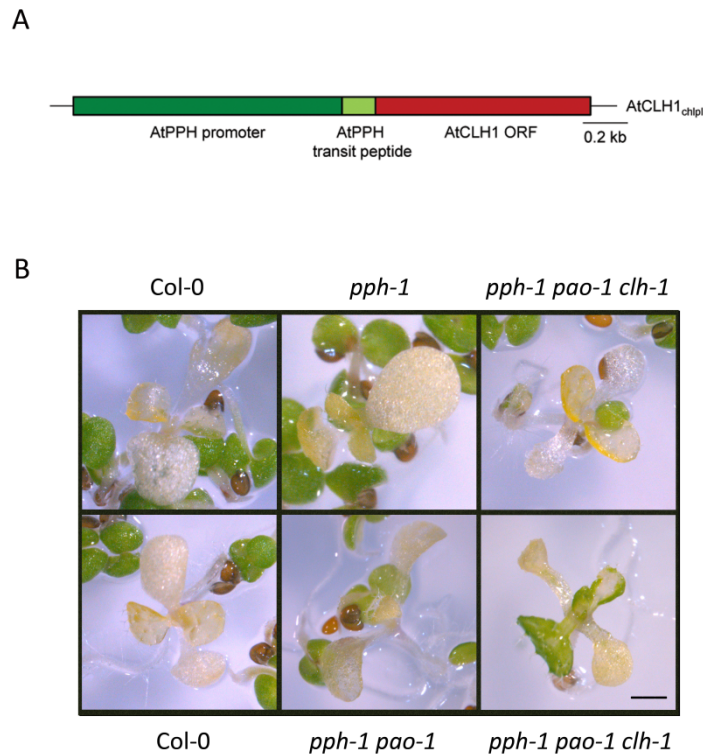 A
AtCLH1chlpl
AtPPH promoter
AtPPH
transit peptide
AtCLH1 ORF
0.2 kb
B
Col-0
pph-1
pph-1 pao-1 clh-1
Col-0
pph-1 pao-1
pph-1 pao-1 clh-1